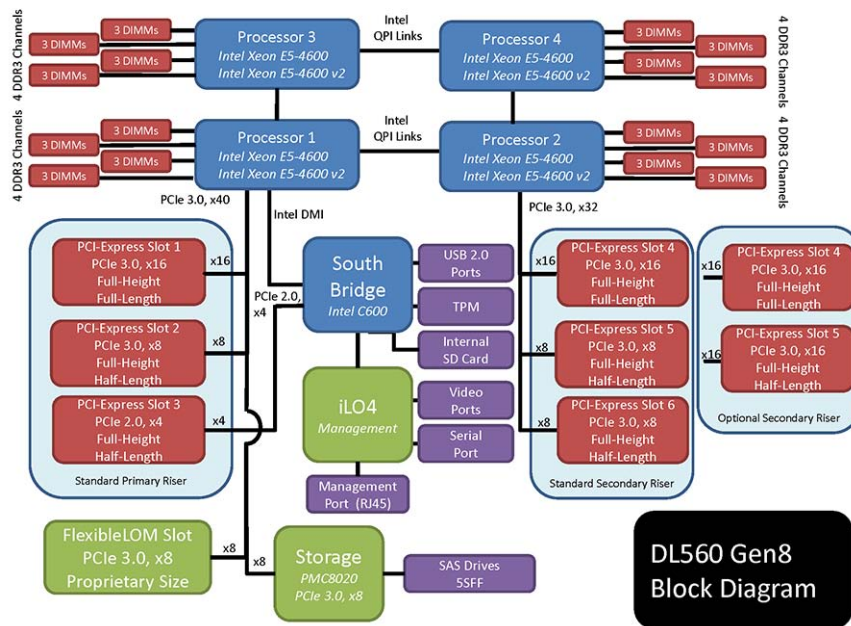 4 DDR3 Channels
3 DIMMs
3 DIMMs
3 DIMMs
3 DIMMs
Processor 3
Intel Xeon E5-4600
Intel Xeon E5-4600 v2
Intel
QPI Links
Processor 4
Intel Xeon E5-4600
Intel Xeon E5-4600 v2
3 DIMMs
3 DIMMs
3 DIMMs
3 DIMMs
4 DDR3 Channels
4 DDR3 Channels
3 DIMMs
3 DIMMs
3 DIMMs
3 DIMMs
Processor 1
Intel Xeon E5-4600
Intel Xeon E5-4600 v2
Intel
QPI Links
Processor 2
Intel Xeon E5-4600
Intel Xeon E5-4600 v2
3 DIMMs
3 DIMMs
3 DIMMs
3 DIMMs
4 DDR3 Channels
PCIe 3.0, x40
Intel DMI
PCIe 3.0, x32
PCI-Express Slot 1
PCIe 3.0, x16
Full-Height
Full-Length
x16
PCI-Express Slot 2
PCIe 3.0, x8
Full-Height
Half-Length
x8
PCI-Express Slot 3
PCIe 2.0, x4
Full-Height
Half-Length
x4
Standard Primary Riser
PCIe 2.0,
x4
South
Bridge
Intel C600
USB 2.0
Ports
TPM
Internal
SD Card
iLO4
Management
Video
Ports
Serial
Port
Management
Port (RJ45)
x16
PCI-Express Slot 4
PCIe 3.0, x16
Full-Height
Full-Length
x8
PCI-Express Slot 5
PCIe 3.0, x8
Full-Height
Half-Length
x8
PCI-Express Slot 6
PCIe 3.0, x8
Full-Height
Half-Length
Standard Secondary Riser
x16
PCI-Express Slot 4
PCIe 3.0, x16
Full-Height
Full-Length
x16
PCI-Express Slot 5
PCIe 3.0, x16
Full-Height
Half-Length
Optional Secondary Riser
FlexibleLOM Slot
PCIe 3.0, x8
Proprietary Size
x8
x8
Storage
PMC8020
PCIe 3.0, x8
SAS Drives
5SFF
DL560 Gen8
Block Diagram